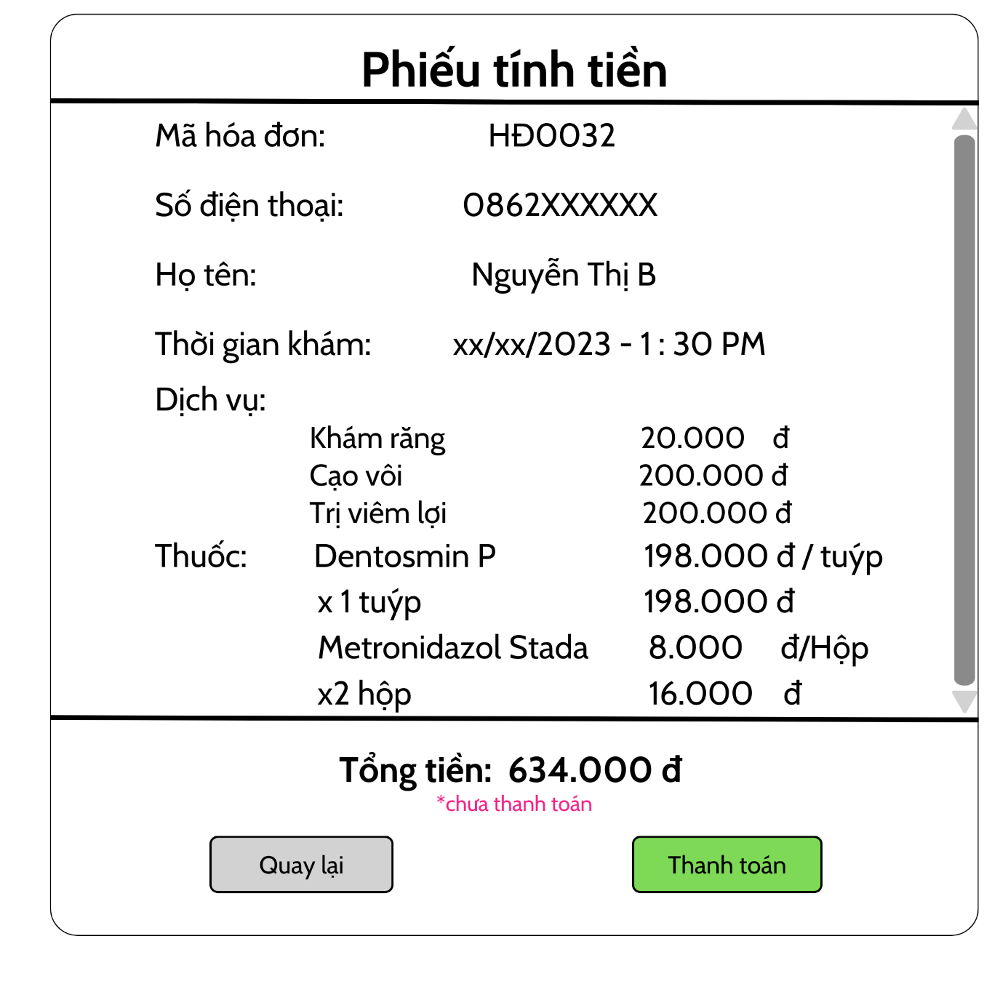 Phiếu tính tiền
Mã hóa đơn: HĐ0032
Số điện thoại: 0862XXXXXX
Họ tên: Nguyễn Thị B
Thời gian khám: xx/xx/2023 - 1 : 30 PM
Dịch vụ:
Khám răng 20.000 đ
Cạo vôi 200.000 đ
Trị viêm lợi 200.000 đ
Thuốc: Dentosmin P 198.000 đ / tuýp
x 1 tuýp 198.000 đ
Metronidazol Stada 8.000 đ/Hộp
x2 hộp 16.000 đ
Tổng tiền: 634.000 đ
*chưa thanh toán
Quay lại Thanh toán